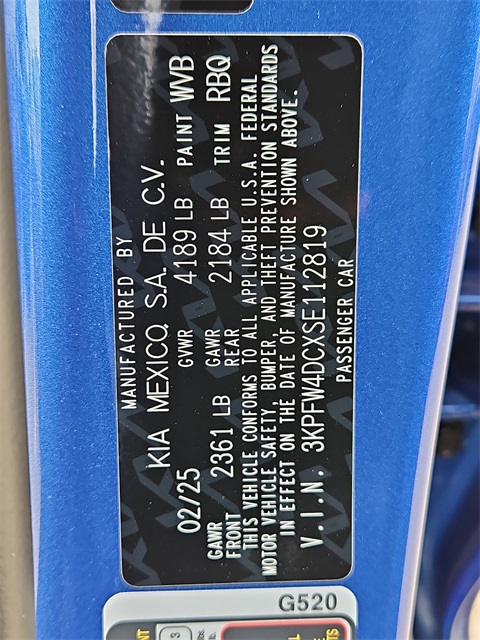 MANUFACTURED BY
KIA MEXICO S.A. DE C.V.
02/25 GVWR 4189 LB PAINT WVB
GAWR FRONT 2361 LB GAWR REAR 2184 LB TRIM RBQ
THIS VEHICLE CONFORMS TO ALL APPLICABLE U.S.A. FEDERAL
MOTOR VEHICLE SAFETY, BUMPER, AND THEFT PREVENTION STANDARDS
IN EFFECT ON THE DATE OF MANUFACTURE SHOWN ABOVE.
V.I.N. 3KPFW4DCXSE112819
PASSENGER CAR
G520